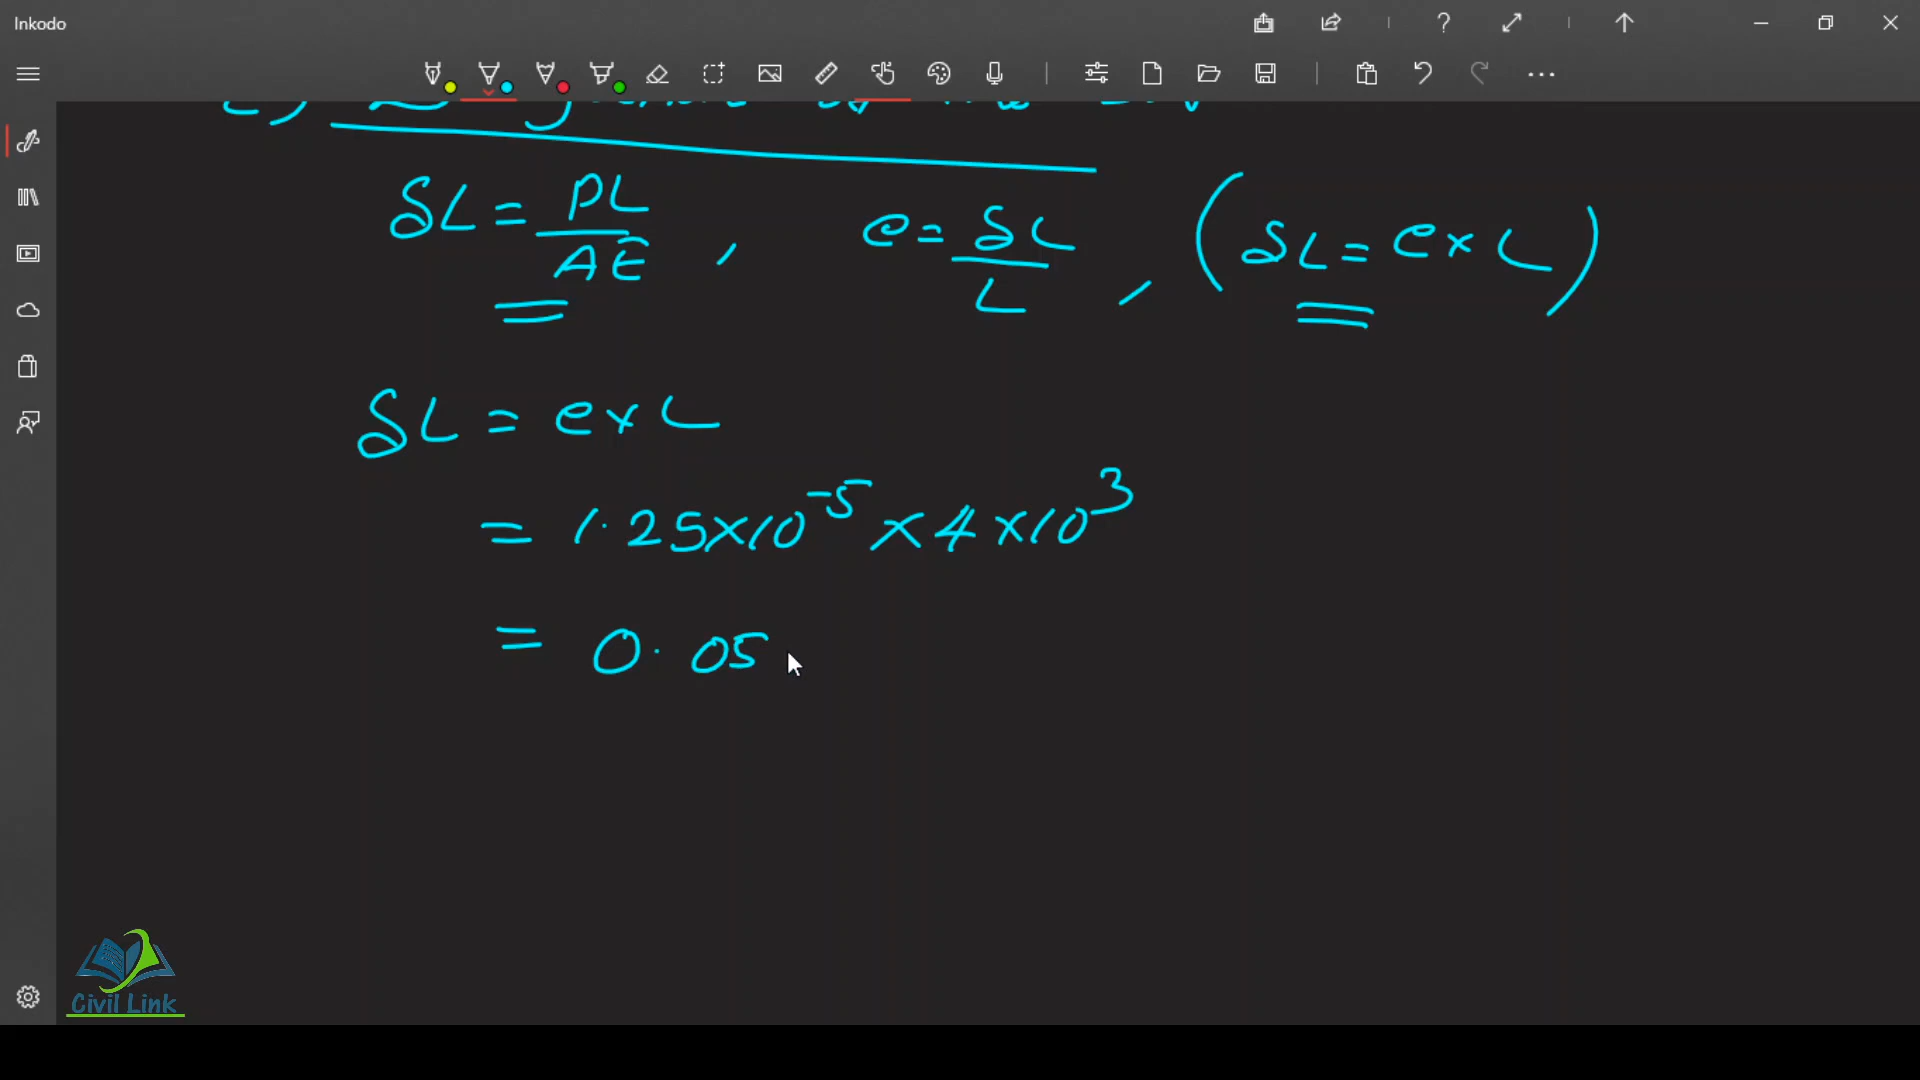 Inkodo
δL = PL / AE , e = δL / L , (δL = e × L)
δL = e × L
= 1.25 × 10⁻⁵ × 4 × 10³
= 0.05
Civil Link